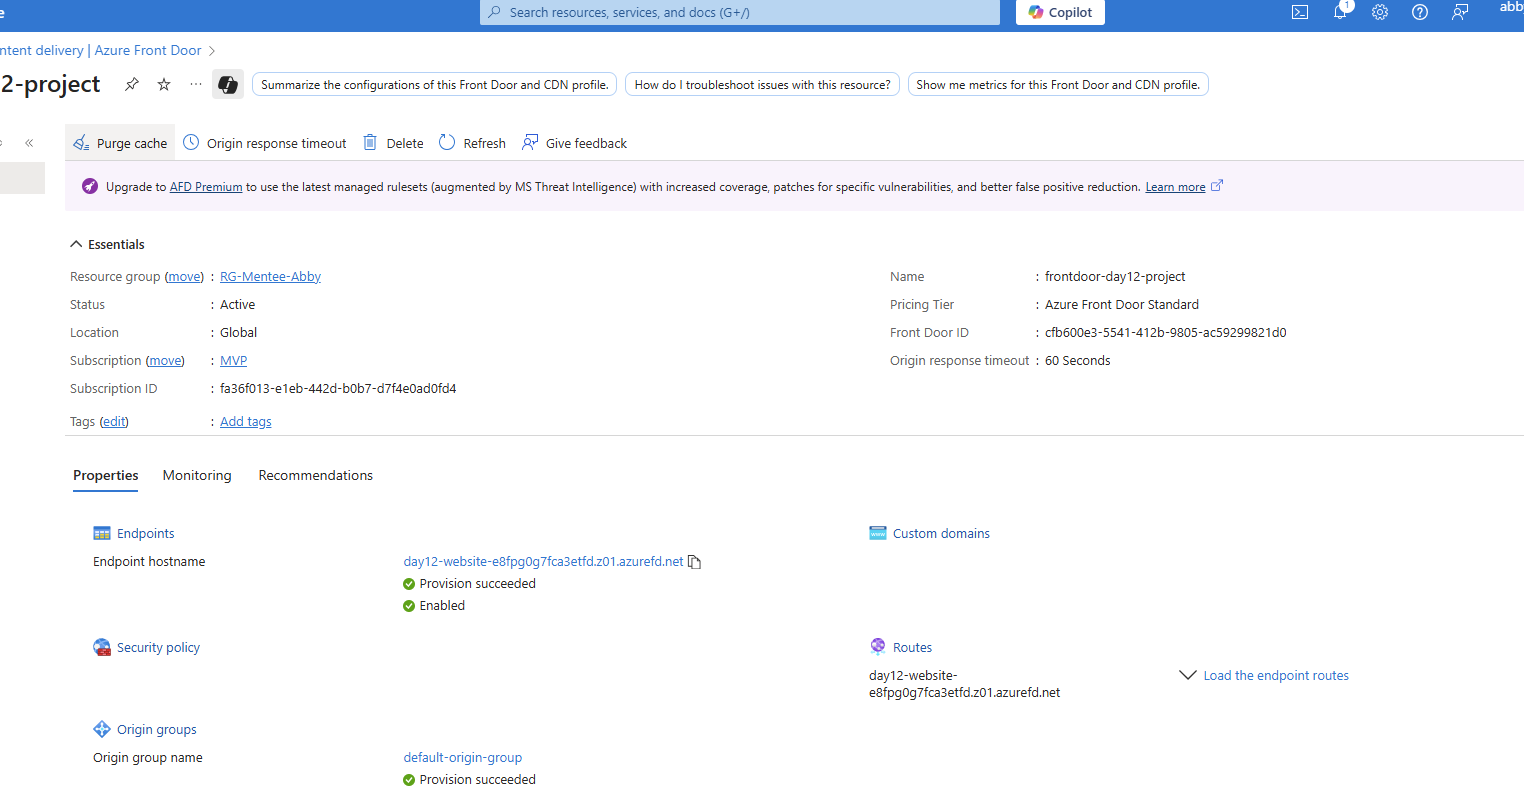 e
Search resources, services, and docs (G+/)
Copilot
1
abb
ntent delivery | Azure Front Door
2-project
Summarize the configurations of this Front Door and CDN profile.
How do I troubleshoot issues with this resource?
Show me metrics for this Front Door and CDN profile.
Purge cache
Origin response timeout
Delete
Refresh
Give feedback
Upgrade to AFD Premium to use the latest managed rulesets (augmented by MS Threat Intelligence) with increased coverage, patches for specific vulnerabilities, and better false positive reduction. Learn more
Essentials
Resource group (move) : RG-Mentee-Abby
Status : Active
Location : Global
Subscription (move) : MVP
Subscription ID : fa36f013-e1eb-442d-b0b7-d7f4e0ad0fd4
Tags (edit) : Add tags
Name : frontdoor-day12-project
Pricing Tier : Azure Front Door Standard
Front Door ID : cfb600e3-5541-412b-9805-ac59299821d0
Origin response timeout : 60 Seconds
Properties
Monitoring
Recommendations
Endpoints
Endpoint hostname
day12-website-e8fpg0g7fca3etfd.z01.azurefd.net
Provision succeeded
Enabled
Custom domains
Security policy
Routes
day12-website-
e8fpg0g7fca3etfd.z01.azurefd.net
Load the endpoint routes
Origin groups
Origin group name
default-origin-group
Provision succeeded